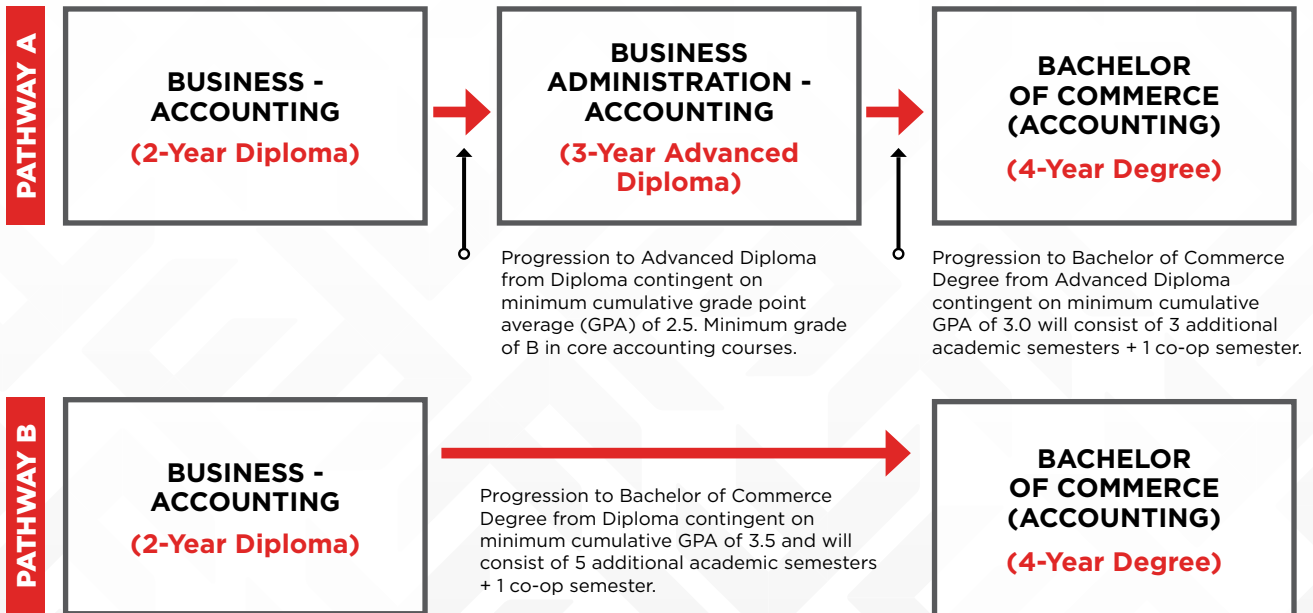 PATHWAY A
BUSINESS -
ACCOUNTING
(2-Year Diploma)
BUSINESS
ADMINISTRATION -
ACCOUNTING
(3-Year Advanced
Diploma)
BACHELOR
OF COMMERCE
(ACCOUNTING)
(4-Year Degree)
Progression to Advanced Diploma
from Diploma contingent on
minimum cumulative grade point
average (GPA) of 2.5. Minimum grade
of B in core accounting courses.
Progression to Bachelor of Commerce
Degree from Advanced Diploma
contingent on minimum cumulative
GPA of 3.0 will consist of 3 additional
academic semesters + 1 co-op semester.
PATHWAY B
BUSINESS -
ACCOUNTING
(2-Year Diploma)
Progression to Bachelor of Commerce
Degree from Diploma contingent on
minimum cumulative GPA of 3.5 and will
consist of 5 additional academic semesters
+ 1 co-op semester.
BACHELOR
OF COMMERCE
(ACCOUNTING)
(4-Year Degree)